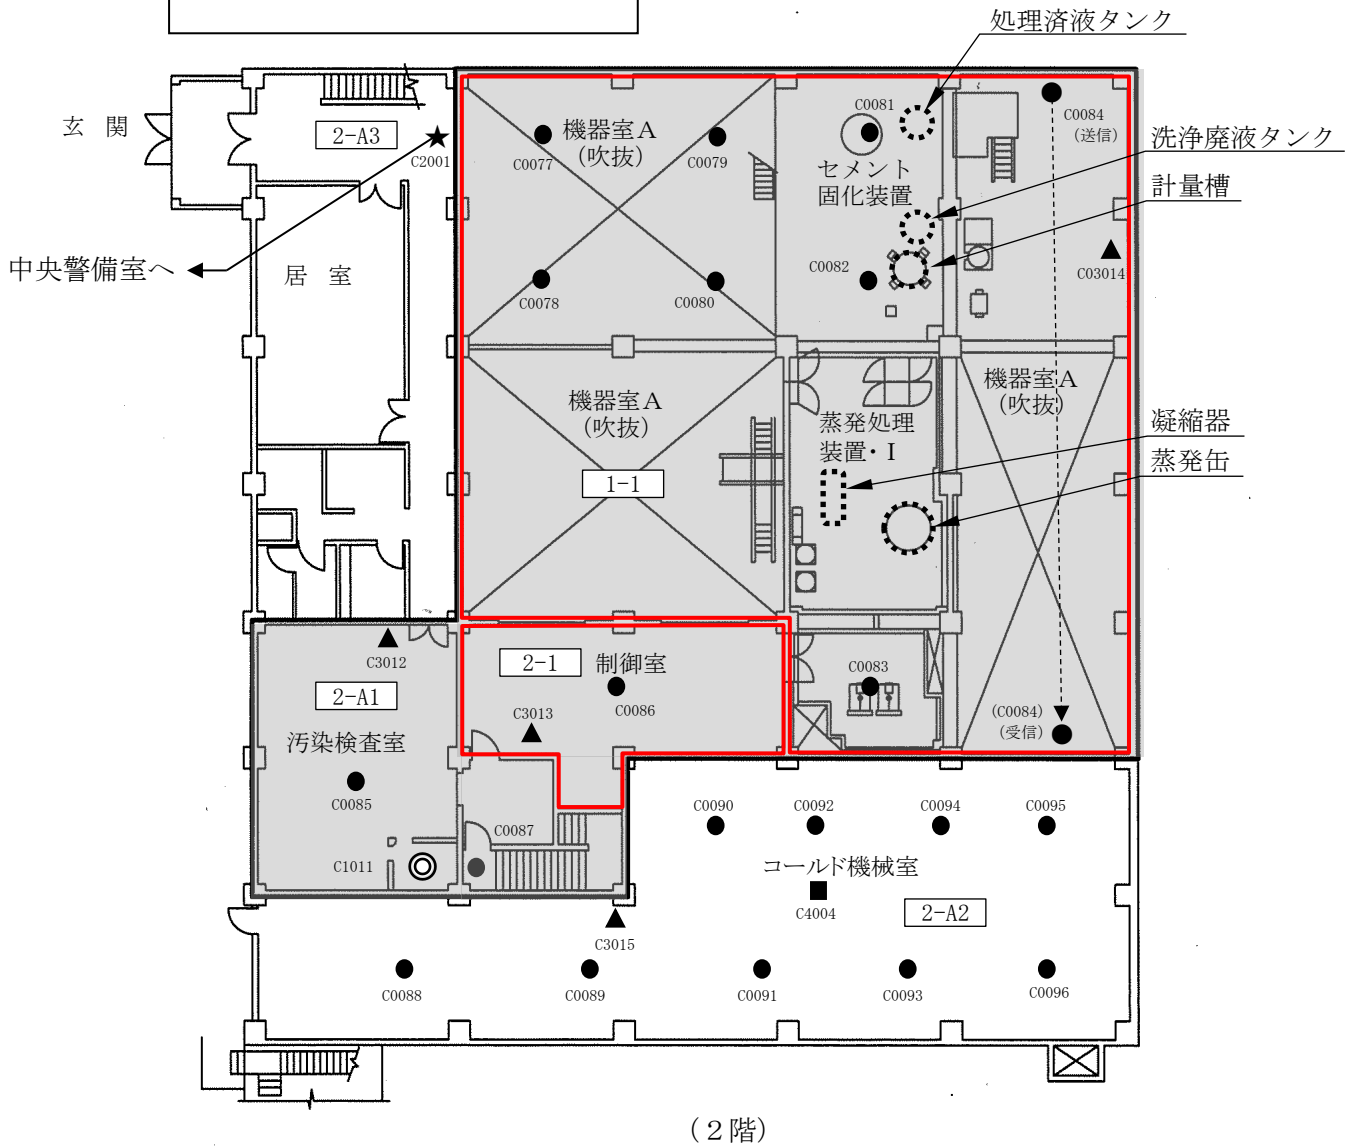 処理済液タンク
玄 関
2-A3
C2001
機器室A
(吹抜)
C0077
C0079
C0081
セメント
固化装置
C0084
(送信)
洗浄廃液タンク
計量槽
中央警備室へ
居 室
C0078
C0080
C0082
C03014
機器室A
(吹抜)
1-1
蒸発処理
装置・Ⅰ
機器室A
(吹抜)
凝縮器
蒸発缶
C3012
2-A1
汚染検査室
C0085
C1011
2-1
制御室
C0086
C3013
C0083
(C0084)
(受信)
C0087
C0090
C0092
C0094
C0095
コールド機械室
C4004
2-A2
C3015
C0088
C0089
C0091
C0093
C0096
(2階)